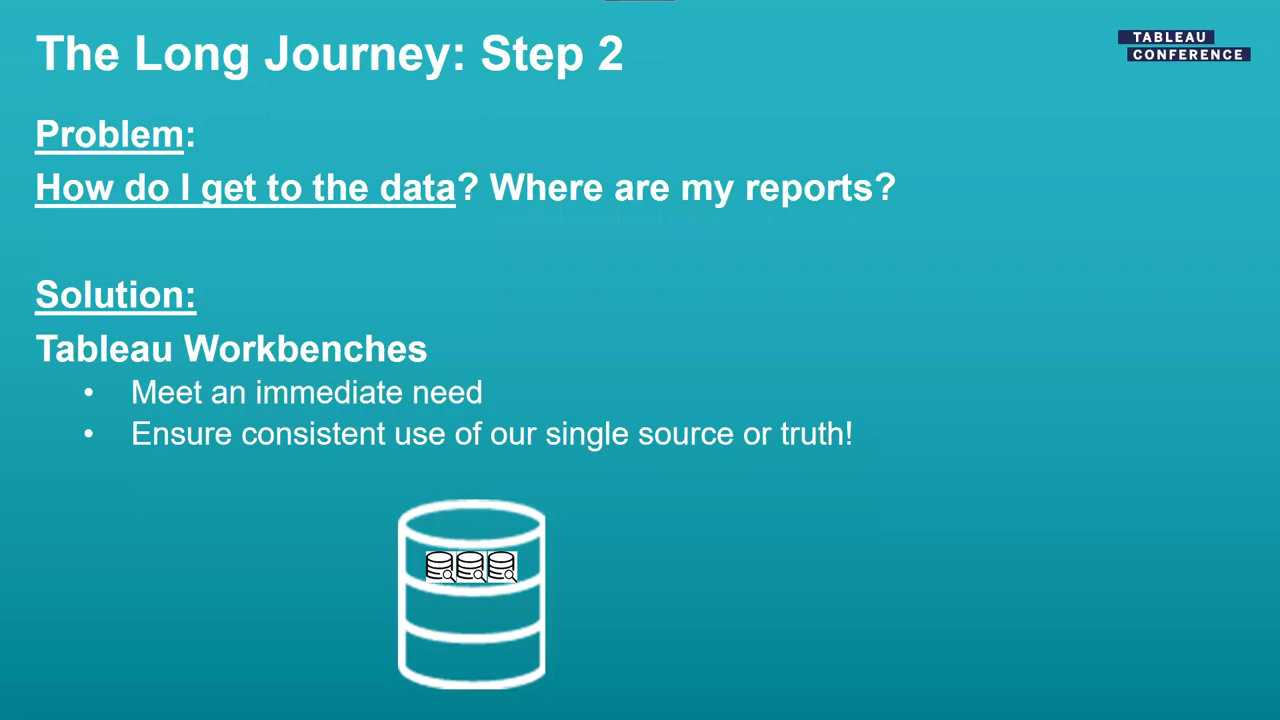 The Long Journey: Step 2
TABLEAU
CONFERENCE
Problem:
How do I get to the data? Where are my reports?
Solution:
Tableau Workbenches
• Meet an immediate need
• Ensure consistent use of our single source or truth!